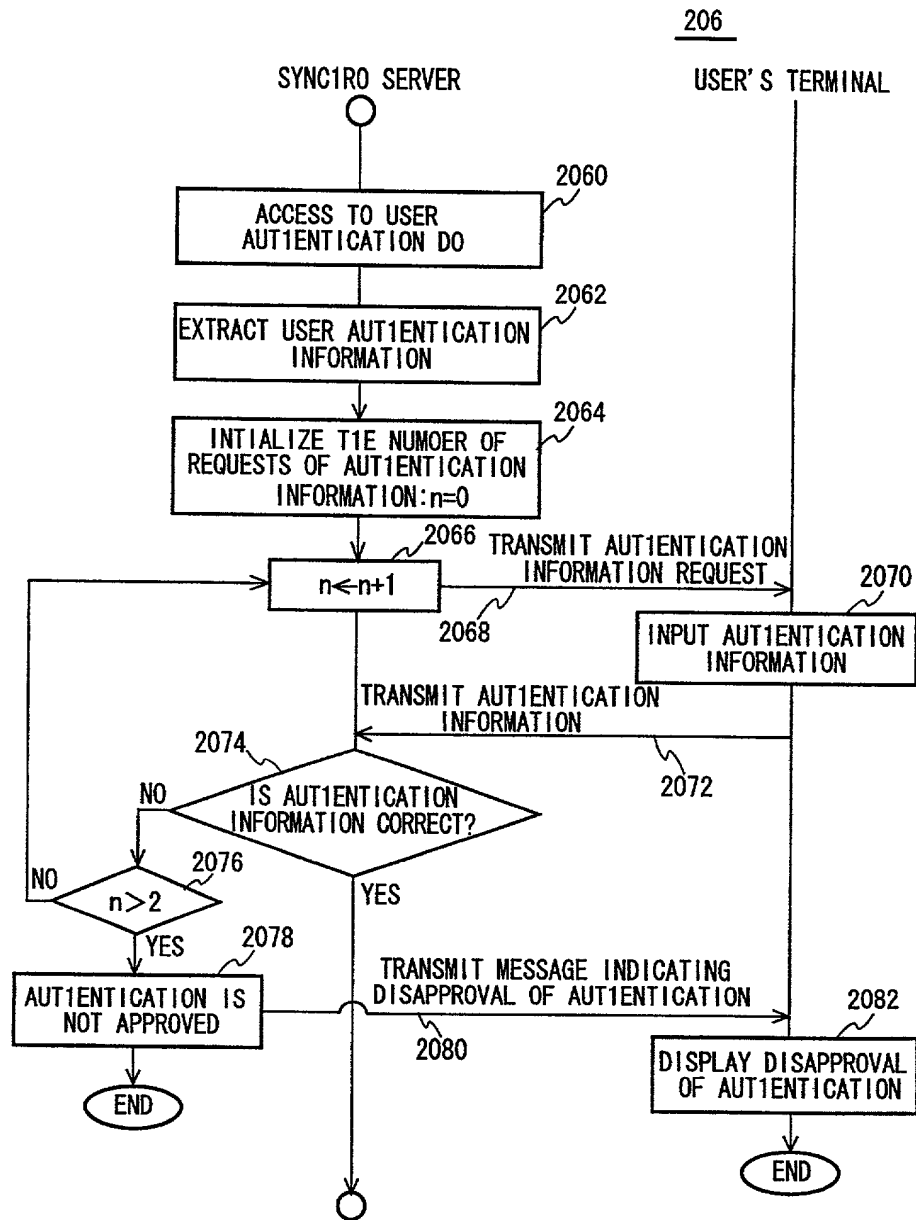 206
SYNC1RO SERVER
USER'S TERMINAL
2060
ACCESS TO USER
AUT1ENTICATION DO
2062
EXTRACT USER AUT1ENTICATION
INFORMATION
2064
INTIALIZE T1E NUMOER OF
REQUESTS OF AUT1ENTICATION
INFORMATION:n=0
2066
n←n+1
TRANSMIT AUT1ENTICATION
INFORMATION REQUEST
2068
2070
INPUT AUT1ENTICATION
INFORMATION
TRANSMIT AUT1ENTICATION
INFORMATION
2072
2074
IS AUT1ENTICATION
INFORMATION CORRECT?
NO
YES
2076
n>2
NO
YES
2078
AUT1ENTICATION IS
NOT APPROVED
TRANSMIT MESSAGE INDICATING
DISAPPROVAL OF AUT1ENTICATION
2080
2082
DISPLAY DISAPPROVAL
OF AUT1ENTICATION
END
END